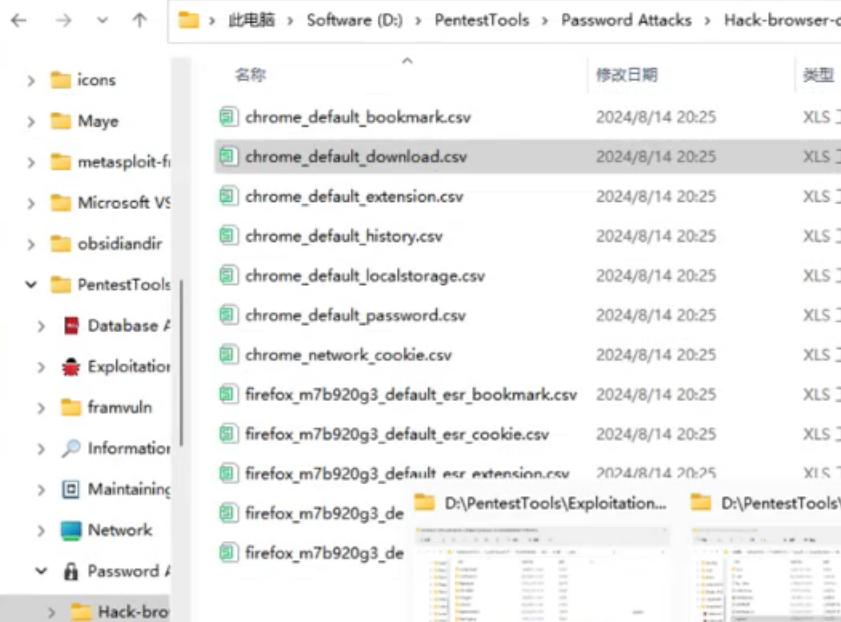 此电脑 > Software (D:) > PentestTools > Password Attacks > Hack-browser-
名称 修改日期 类型
icons
Maye
metasploit-fr
Microsoft VS
obsidiandir
PentestTools
Database A
Exploitation
framvuln
Information
Maintaining
Network
Password A
Hack-bro
chrome_default_bookmark.csv 2024/8/14 20:25 XLS
chrome_default_download.csv 2024/8/14 20:25 XLS
chrome_default_extension.csv 2024/8/14 20:25 XLS
chrome_default_history.csv 2024/8/14 20:25 XLS
chrome_default_localstorage.csv 2024/8/14 20:25 XLS
chrome_default_password.csv 2024/8/14 20:25 XLS
chrome_network_cookie.csv 2024/8/14 20:25 XLS
firefox_m7b920g3_default_esr_bookmark.csv 2024/8/14 20:25 XLS
firefox_m7b920g3_default_esr_cookie.csv 2024/8/14 20:25 XLS
firefox_m7b920g3_default_esr_extension.csv 2024/8/14 20:25 XLS
firefox_m7b920g3_de
firefox_m7b920g3_de
D:\PentestTools\Exploitation... D:\PentestTools\